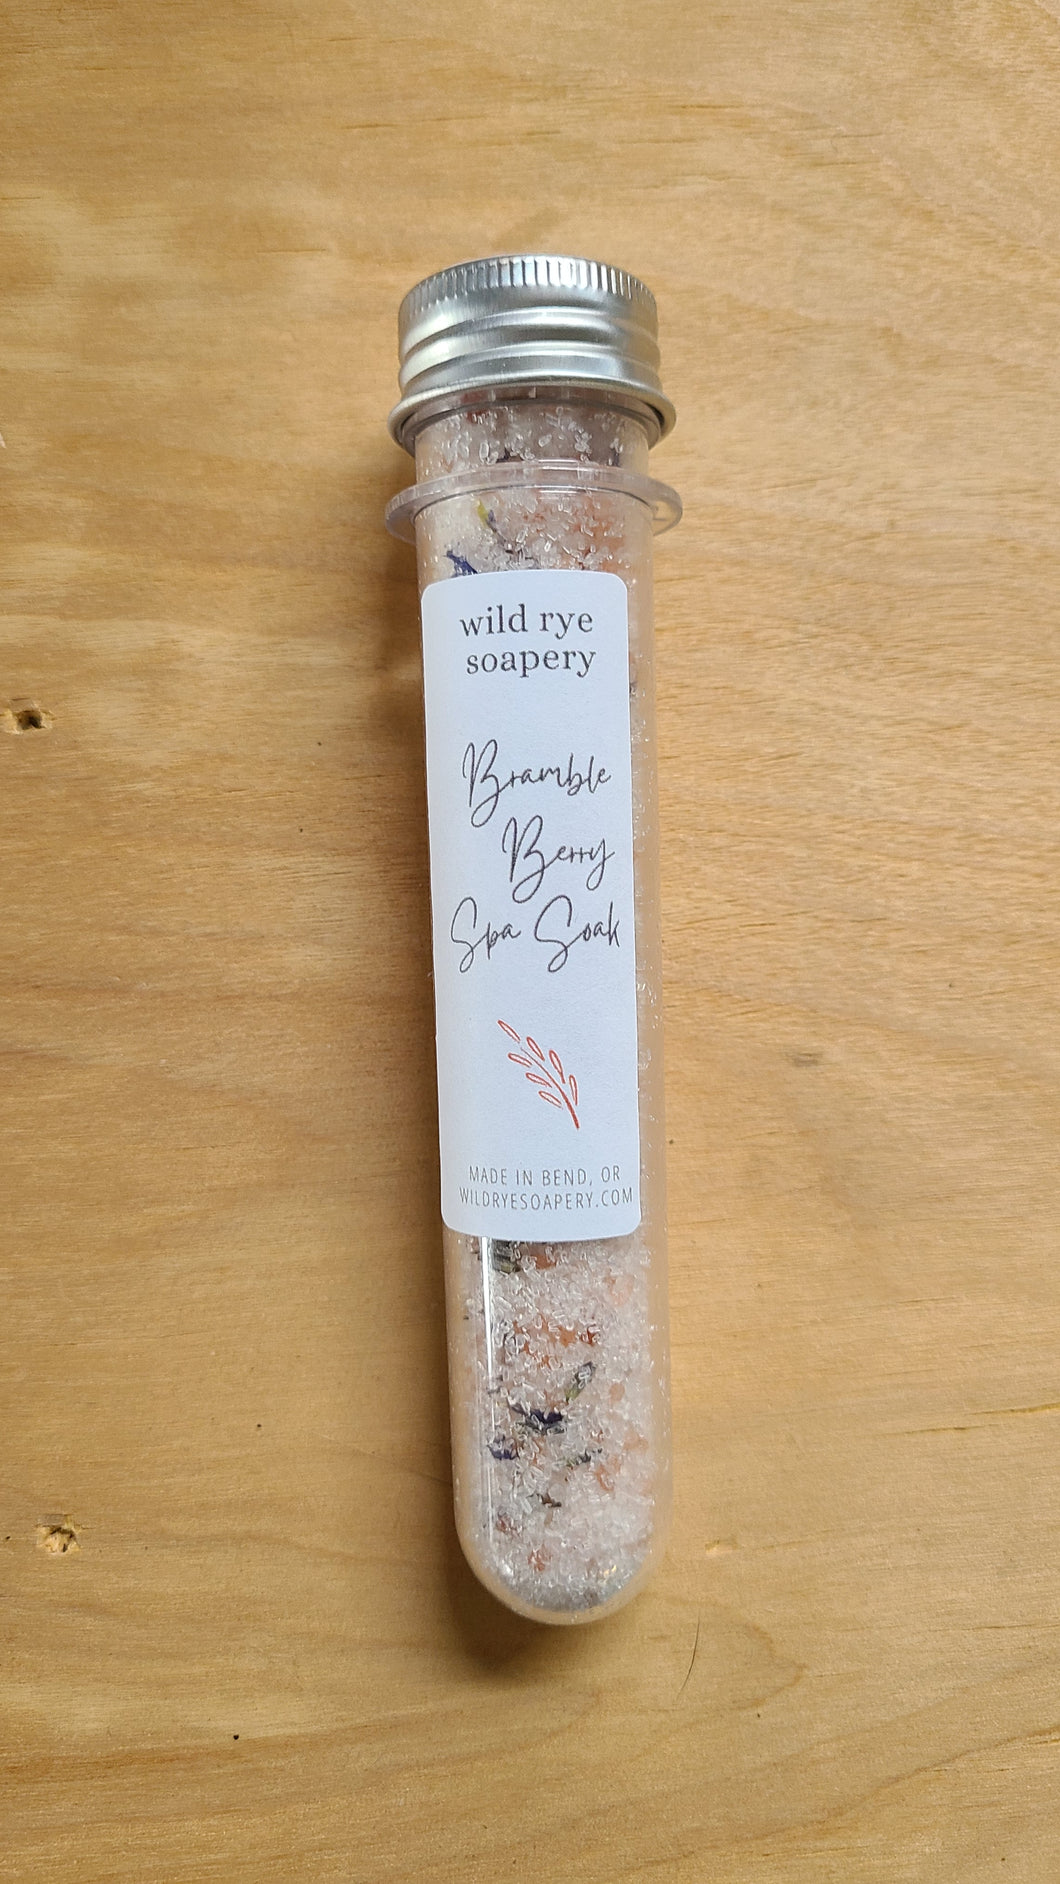 wild rye
soapery
Bramble
Berry
Spa Soak
MADE IN BEND, OR
WILDRYESOAPERY.COM